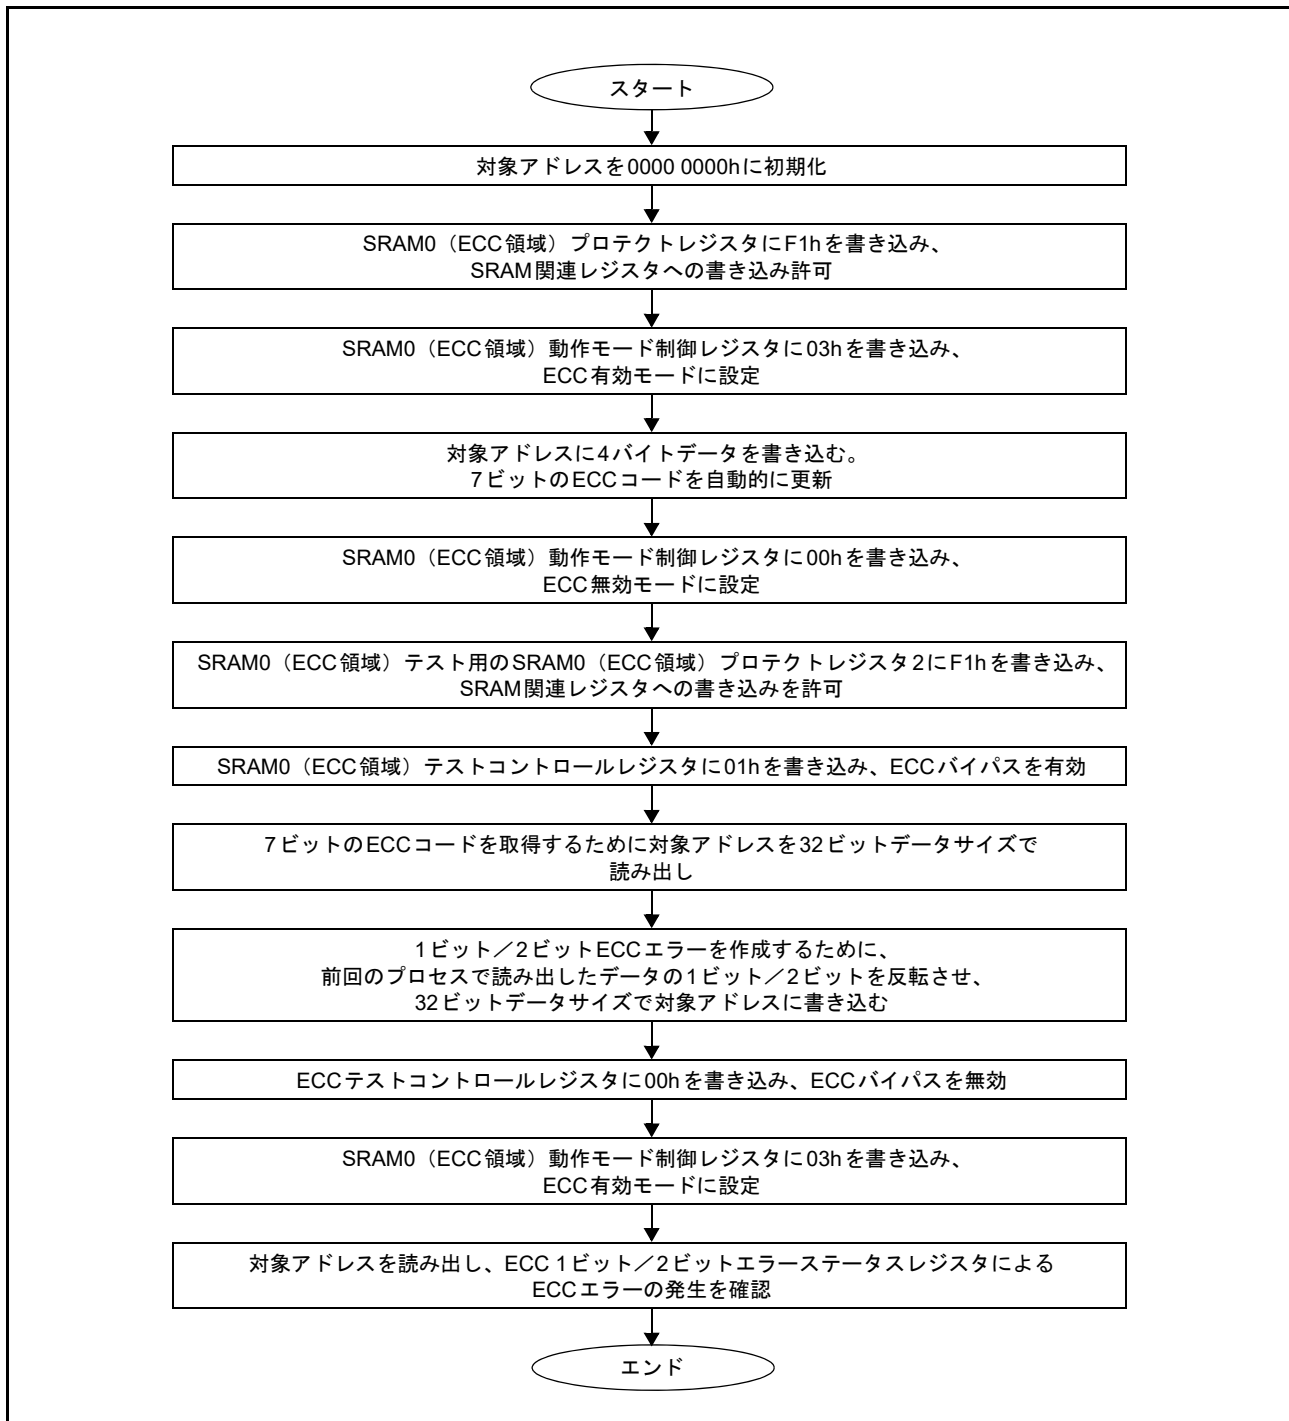 スタート
対象アドレスを0000 0000hに初期化
SRAM0（ECC領域）プロテクトレジスタにF1hを書き込み、
SRAM関連レジスタへの書き込み許可
SRAM0（ECC領域）動作モード制御レジスタに03hを書き込み、
ECC有効モードに設定
対象アドレスに4バイトデータを書き込む。
7ビットのECCコードを自動的に更新
SRAM0（ECC領域）動作モード制御レジスタに00hを書き込み、
ECC無効モードに設定
SRAM0（ECC領域）テスト用のSRAM0（ECC領域）プロテクトレジスタ2にF1hを書き込み、
SRAM関連レジスタへの書き込みを許可
SRAM0（ECC領域）テストコントロールレジスタに01hを書き込み、ECCバイパスを有効
7ビットのECCコードを取得するために対象アドレスを32ビットデータサイズで
読み出し
1ビット／2ビットECCエラーを作成するために、
前回のプロセスで読み出したデータの1ビット／2ビットを反転させ、
32ビットデータサイズで対象アドレスに書き込む
ECCテストコントロールレジスタに00hを書き込み、ECCバイパスを無効
SRAM0（ECC領域）動作モード制御レジスタに03hを書き込み、
ECC有効モードに設定
対象アドレスを読み出し、ECC 1ビット／2ビットエラーステータスレジスタによる
ECCエラーの発生を確認
エンド